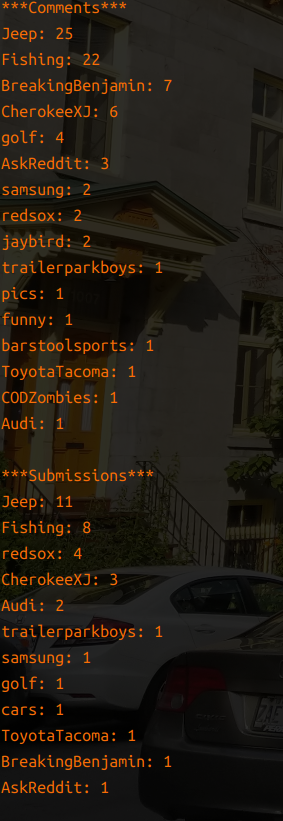 ***Comments***
Jeep: 25
Fishing: 22
BreakingBenjamin: 7
CherokeeXJ: 6
golf: 4
AskReddit: 3
samsung: 2
redsox: 2
jaybird: 2
trailerparkboys: 1
pics: 1
funny: 1
barstoolsports: 1
ToyotaTacoma: 1
CODZombies: 1
Audi: 1

***Submissions***
Jeep: 11
Fishing: 8
redsox: 4
CherokeeXJ: 3
Audi: 2
trailerparkboys: 1
samsung: 1
golf: 1
cars: 1
ToyotaTacoma: 1
BreakingBenjamin: 1
AskReddit: 1